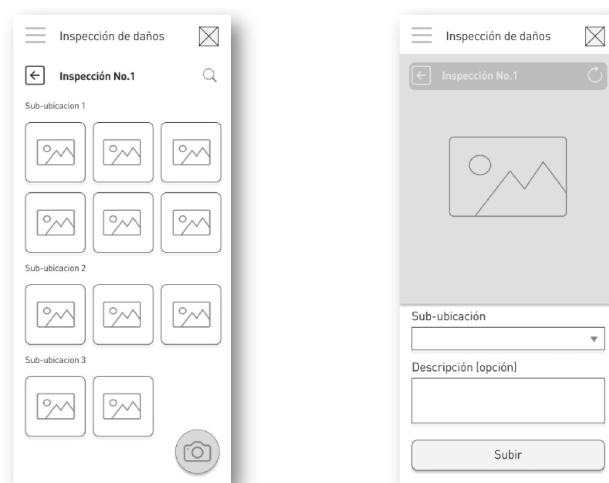 Inspección de daños
Inspección No.1
Sub-ubicacion 1
Sub-ubicacion 2
Sub-ubicacion 3
Inspección de daños
Inspección No.1
Sub-ubicación
Descripción (opción)
Subir